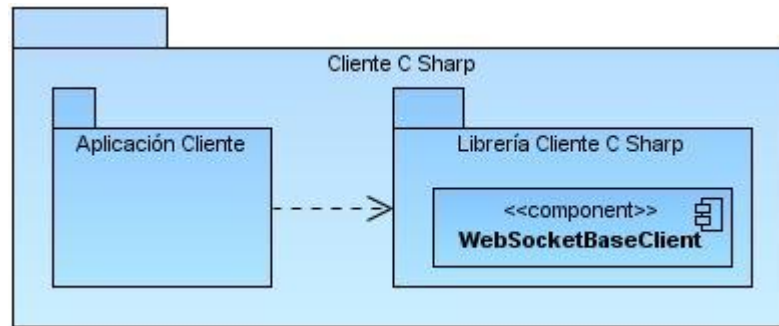 Cliente C Sharp
Aplicación Cliente
Librería Cliente C Sharp
<<component>>
WebSocketBaseClient